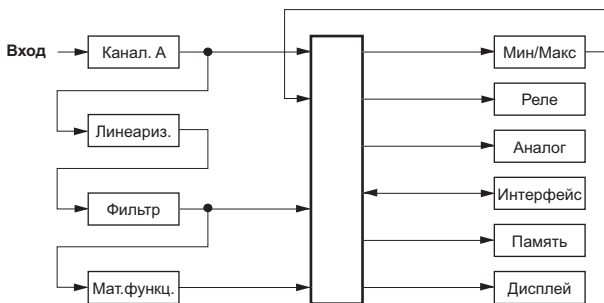 Вход
Канал. А
Мин/Макс
Реле
Линеариз.
Аналог
Фильтр
Интерфейс
Память
Мат.функц.
Дисплей